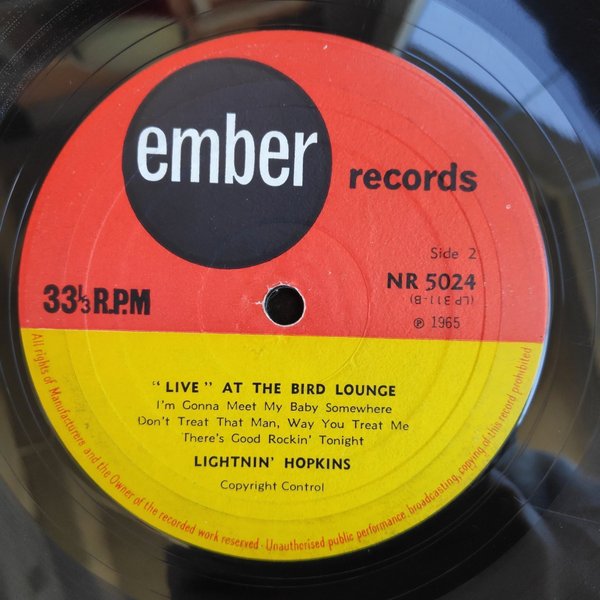 ember
records
Side 2
NR 5024
(LP 311-B)
℗ 1965
33⅓ R.P.M
“LIVE” AT THE BIRD LOUNGE
I'm Gonna Meet My Baby Somewhere
Don't Treat That Man, Way You Treat Me
There's Good Rockin' Tonight
LIGHTNIN' HOPKINS
Copyright Control
All rights of Manufacturers and the Owner of the recorded work reserved · Unauthorised public performance broadcasting, copying of this record prohibited